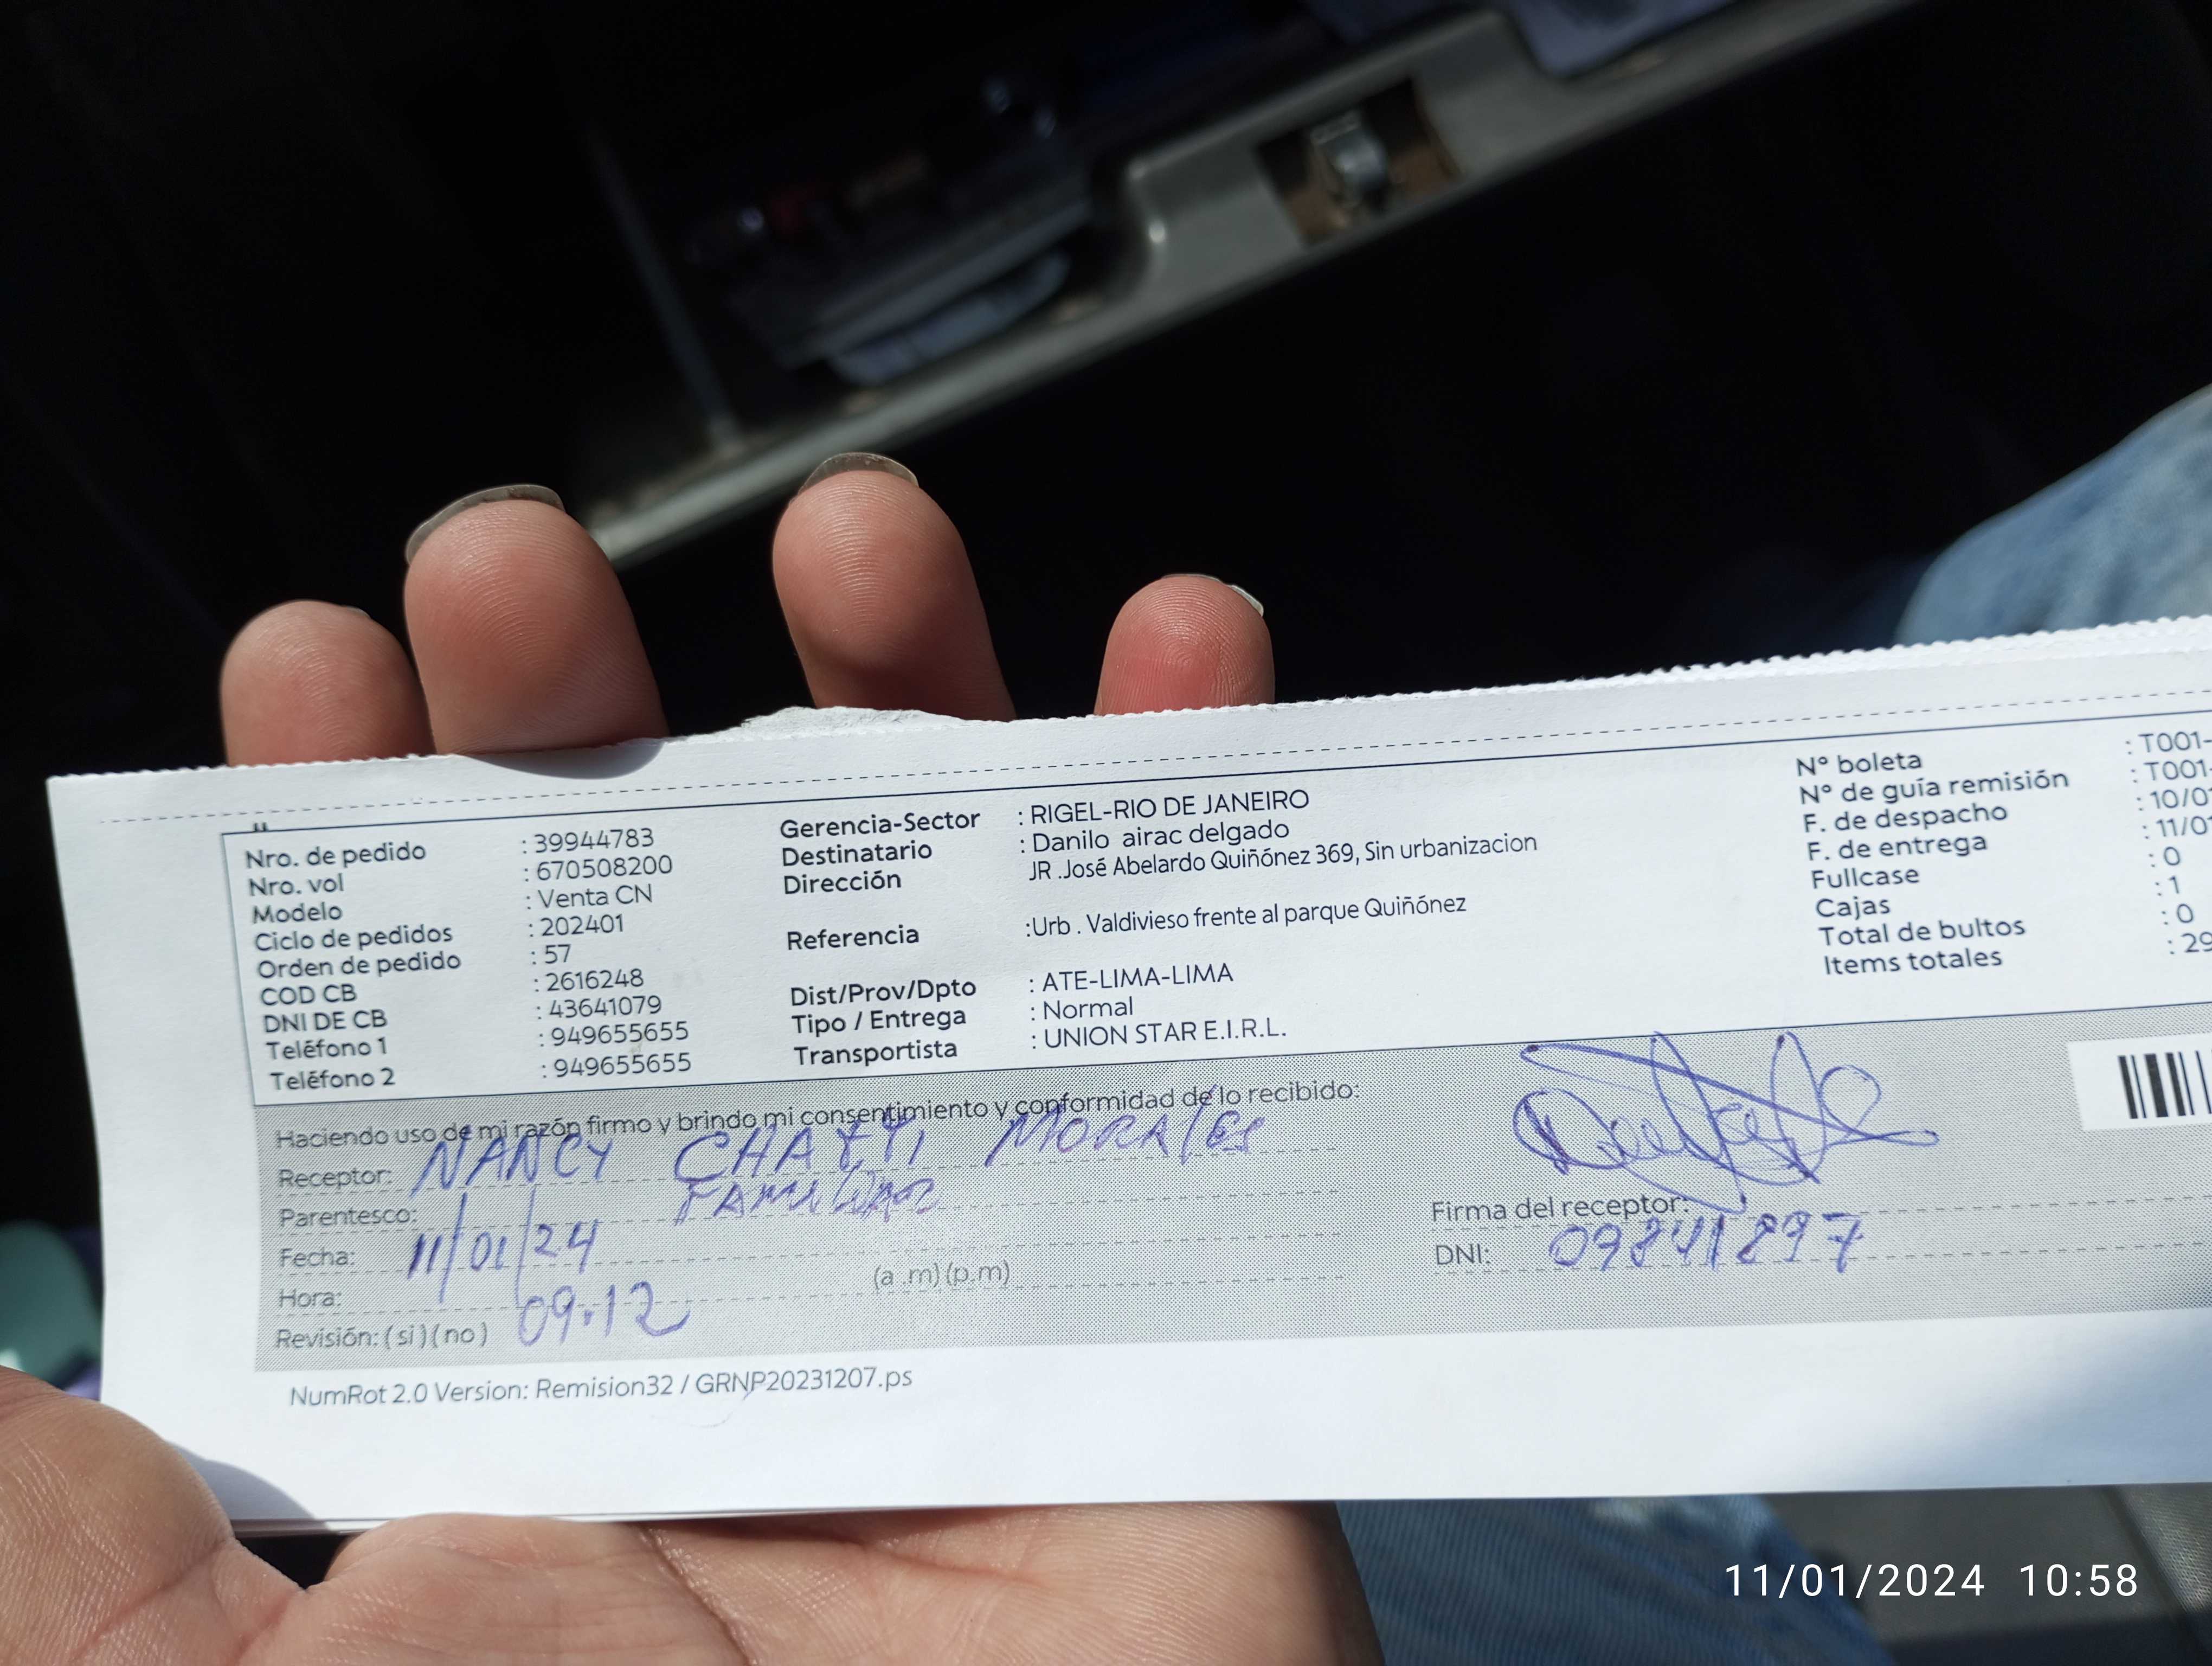 Nro. de pedido : 39944783
Nro. vol : 670508200
Modelo : Venta CN
Ciclo de pedidos : 202401
Orden de pedido : 57
COD CB : 2616248
DNI DE CB : 43641079
Teléfono 1 : 949655655
Teléfono 2 : 949655655
Gerencia-Sector : RIGEL-RIO DE JANEIRO
Destinatario : Danilo airac delgado
Dirección JR .José Abelardo Quiñónez 369, Sin urbanizacion
Referencia :Urb . Valdivieso frente al parque Quiñónez
Dist/Prov/Dpto : ATE-LIMA-LIMA
Tipo / Entrega : Normal
Transportista : UNION STAR E.I.R.L.
N° boleta : T001-
N° de guía remisión : T001-
F. de despacho : 10/01
F. de entrega : 11/01
Fullcase : 0
Cajas : 1
Total de bultos : 0
Items totales : 29
Haciendo uso de mi razón firmo y brindo mi consentimiento y conformidad de lo recibido:
Receptor: NANCY MORALES
Parentesco: FAMILIAR
Fecha: 11/01/24
Hora: (a .m) (p.m)
Revisión: ( si ) ( no ) 09.12
Firma del receptor:
DNI: 09841897
NumRot 2.0 Version: Remision32 / GRNP20231207.ps
11/01/2024 10:58